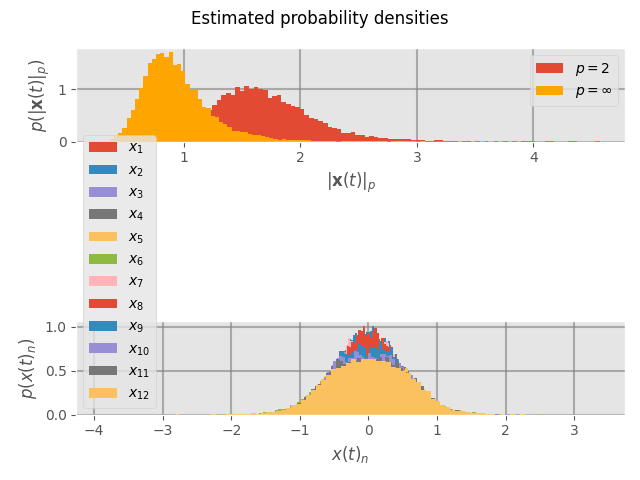 Estimated probability densities
p(|x(t)|ₚ)
1
0
p = 2
p = ∞
1
2
3
4
|x(t)|ₚ
x₁
x₂
x₃
x₄
x₅
x₆
x₇
x₈
x₉
x₁₀
x₁₁
x₁₂
p(x(t)ₙ)
1.0
0.5
0.0
−4
−3
−2
−1
0
1
2
3
x(t)ₙ